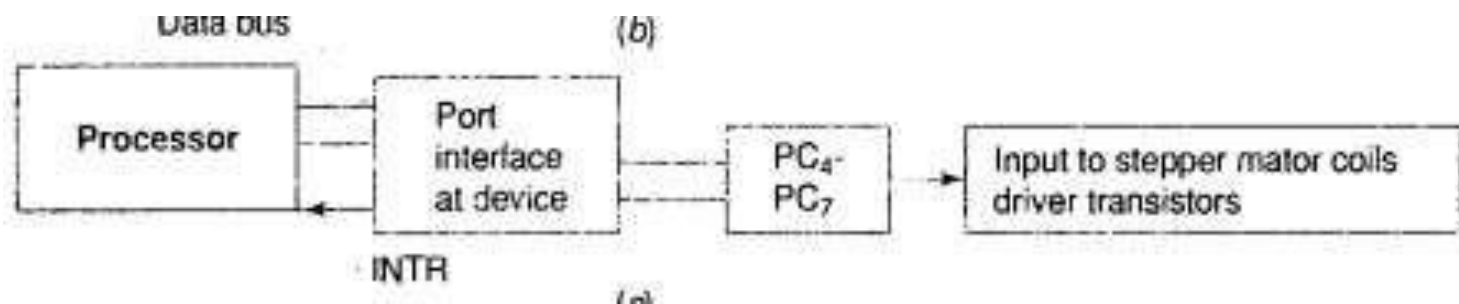 Data bus
(b)
Processor
Port
interface
at device
PC₄-
PC₇
Input to stepper mator coils
driver transistors
INTR